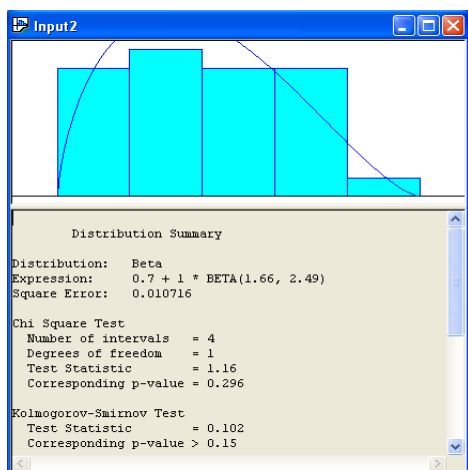 Input2
Distribution Summary
Distribution: Beta
Expression: 0.7 + 1 * BETA(1.66, 2.49)
Square Error: 0.010716
Chi Square Test
Number of intervals = 4
Degrees of freedom = 1
Test Statistic = 1.16
Corresponding p-value = 0.296
Kolmogorov-Smirnov Test
Test Statistic = 0.102
Corresponding p-value > 0.15